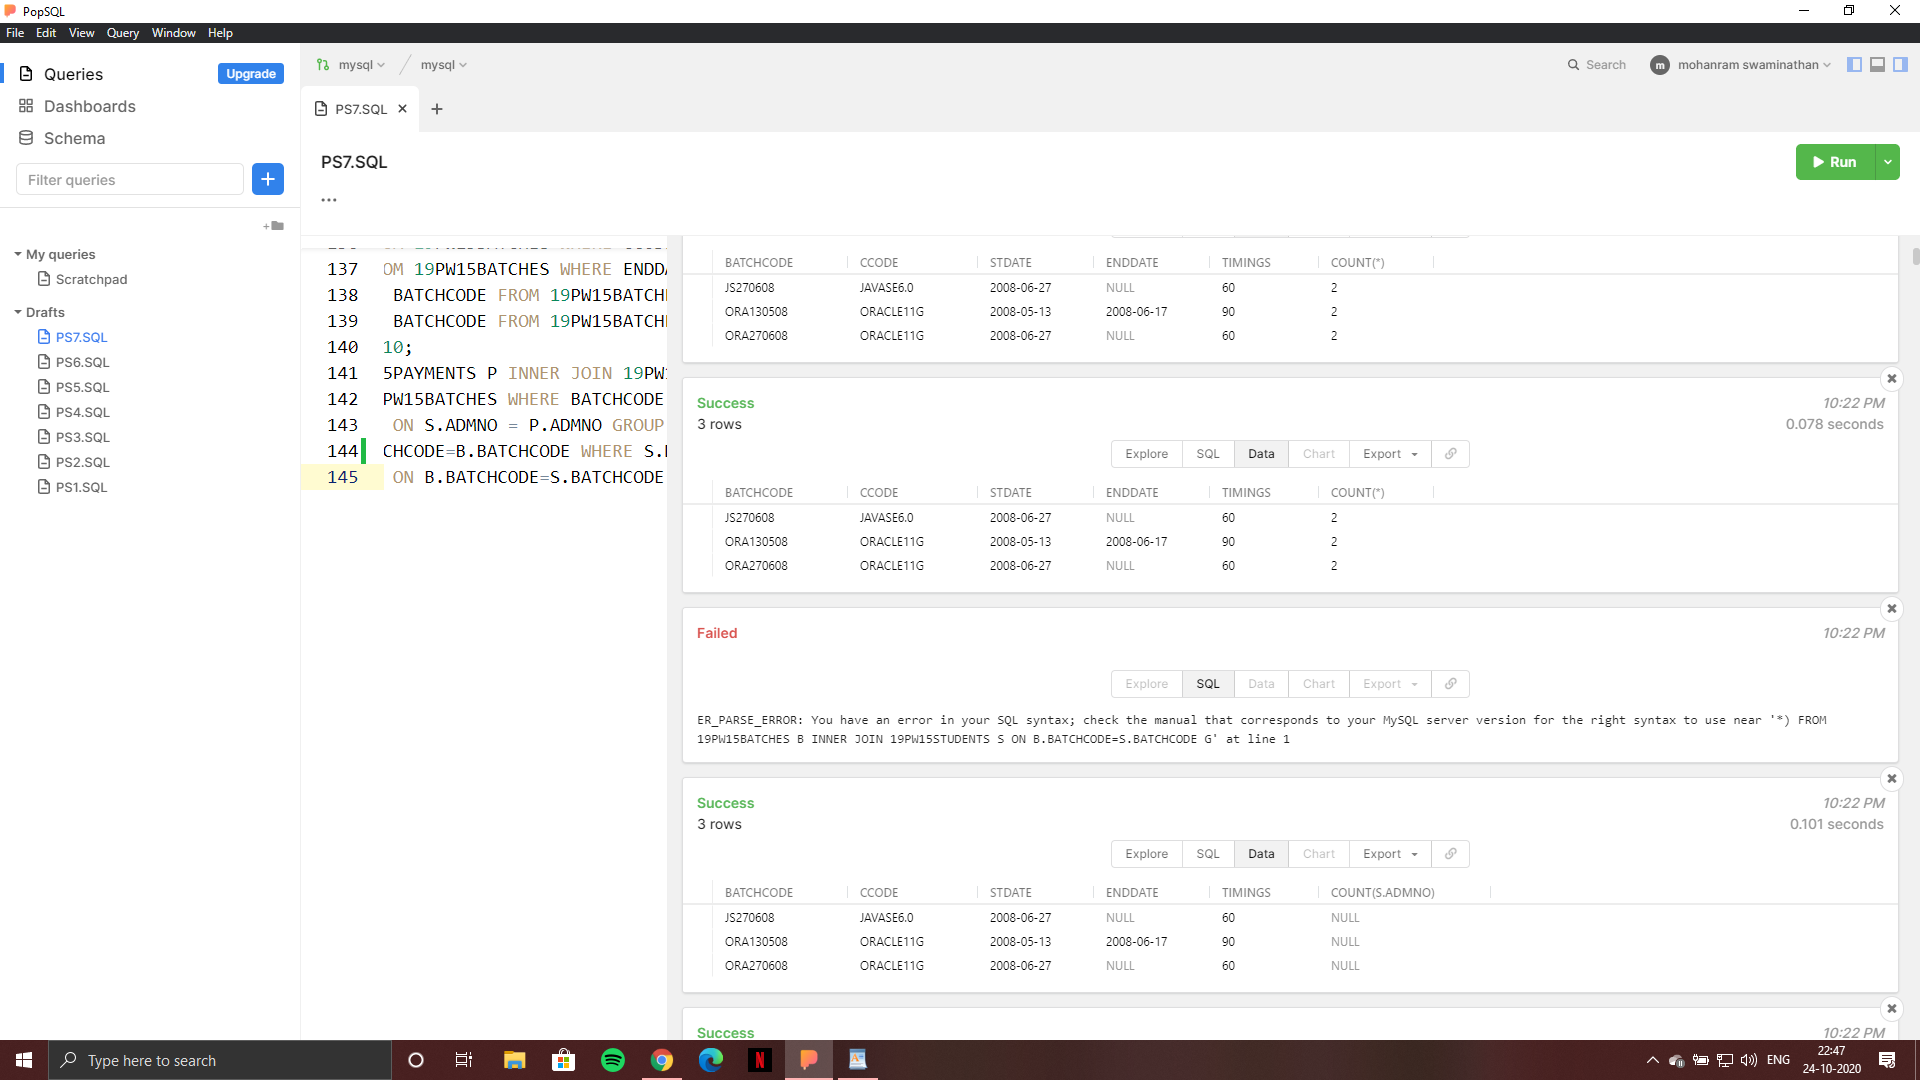 PopSQL
File Edit View Query Window Help
Queries
Upgrade
Dashboards
Schema
Filter queries
+
My queries
Scratchpad
Drafts
PS7.SQL
PS6.SQL
PS5.SQL
PS4.SQL
PS3.SQL
PS2.SQL
PS1.SQL
mysql mysql
Search m mohanram swaminathan
PS7.SQL
PS7.SQL
Run
...
137 OM 19PW15BATCHES WHERE ENDDA
138 BATCHCODE FROM 19PW15BATCHE
139 BATCHCODE FROM 19PW15BATCHE
140 10;
141 5PAYMENTS P INNER JOIN 19PW1
142 PW15BATCHES WHERE BATCHCODE
143 ON S.ADMNO = P.ADMNO GROUP
144 CHCODE=B.BATCHCODE WHERE S.
145 ON B.BATCHCODE=S.BATCHCODE
BATCHCODE CCODE STDATE ENDDATE TIMINGS COUNT(*)
JS270608 JAVASE6.0 2008-06-27 NULL 60 2
ORA130508 ORACLE11G 2008-05-13 2008-06-17 90 2
ORA270608 ORACLE11G 2008-06-27 NULL 60 2
Success 10:22 PM
3 rows 0.078 seconds
Explore SQL Data Chart Export
BATCHCODE CCODE STDATE ENDDATE TIMINGS COUNT(*)
JS270608 JAVASE6.0 2008-06-27 NULL 60 2
ORA130508 ORACLE11G 2008-05-13 2008-06-17 90 2
ORA270608 ORACLE11G 2008-06-27 NULL 60 2
Failed 10:22 PM
Explore SQL Data Chart Export
ER_PARSE_ERROR: You have an error in your SQL syntax; check the manual that corresponds to your MySQL server version for the right syntax to use near '*) FROM
19PW15BATCHES B INNER JOIN 19PW15STUDENTS S ON B.BATCHCODE=S.BATCHCODE G' at line 1
Success 10:22 PM
3 rows 0.101 seconds
Explore SQL Data Chart Export
BATCHCODE CCODE STDATE ENDDATE TIMINGS COUNT(S.ADMNO)
JS270608 JAVASE6.0 2008-06-27 NULL 60 NULL
ORA130508 ORACLE11G 2008-05-13 2008-06-17 90 NULL
ORA270608 ORACLE11G 2008-06-27 NULL 60 NULL
Success 10:22 PM
Type here to search
ENG
22:47
24-10-2020